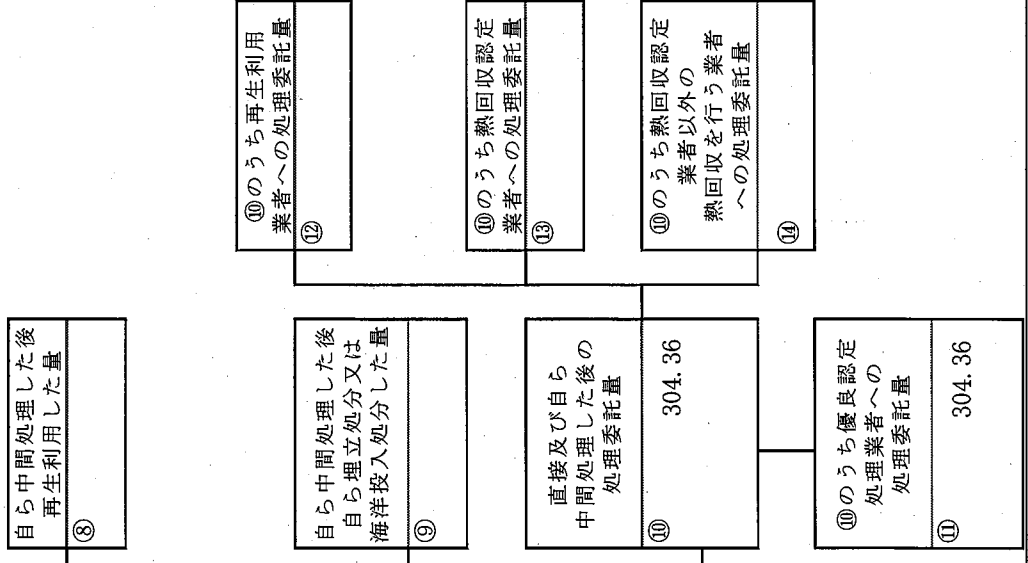 自ら中間処理した後
再生利用した量
⑧
自ら中間処理した後
自ら埋立処分又は
海洋投入処分した量
⑨
直接及び自ら
中間処理した後の
処理委託量
⑩
304.36
⑩のうち優良認定
処理業者への
処理委託量
⑪
304.36
⑩のうち再生利用
業者への処理委託量
⑫
⑩のうち熱回収認定
業者への処理委託量
⑬
⑩のうち熱回収認定
業者以外の
熱回収を行う業者
への処理委託量
⑭